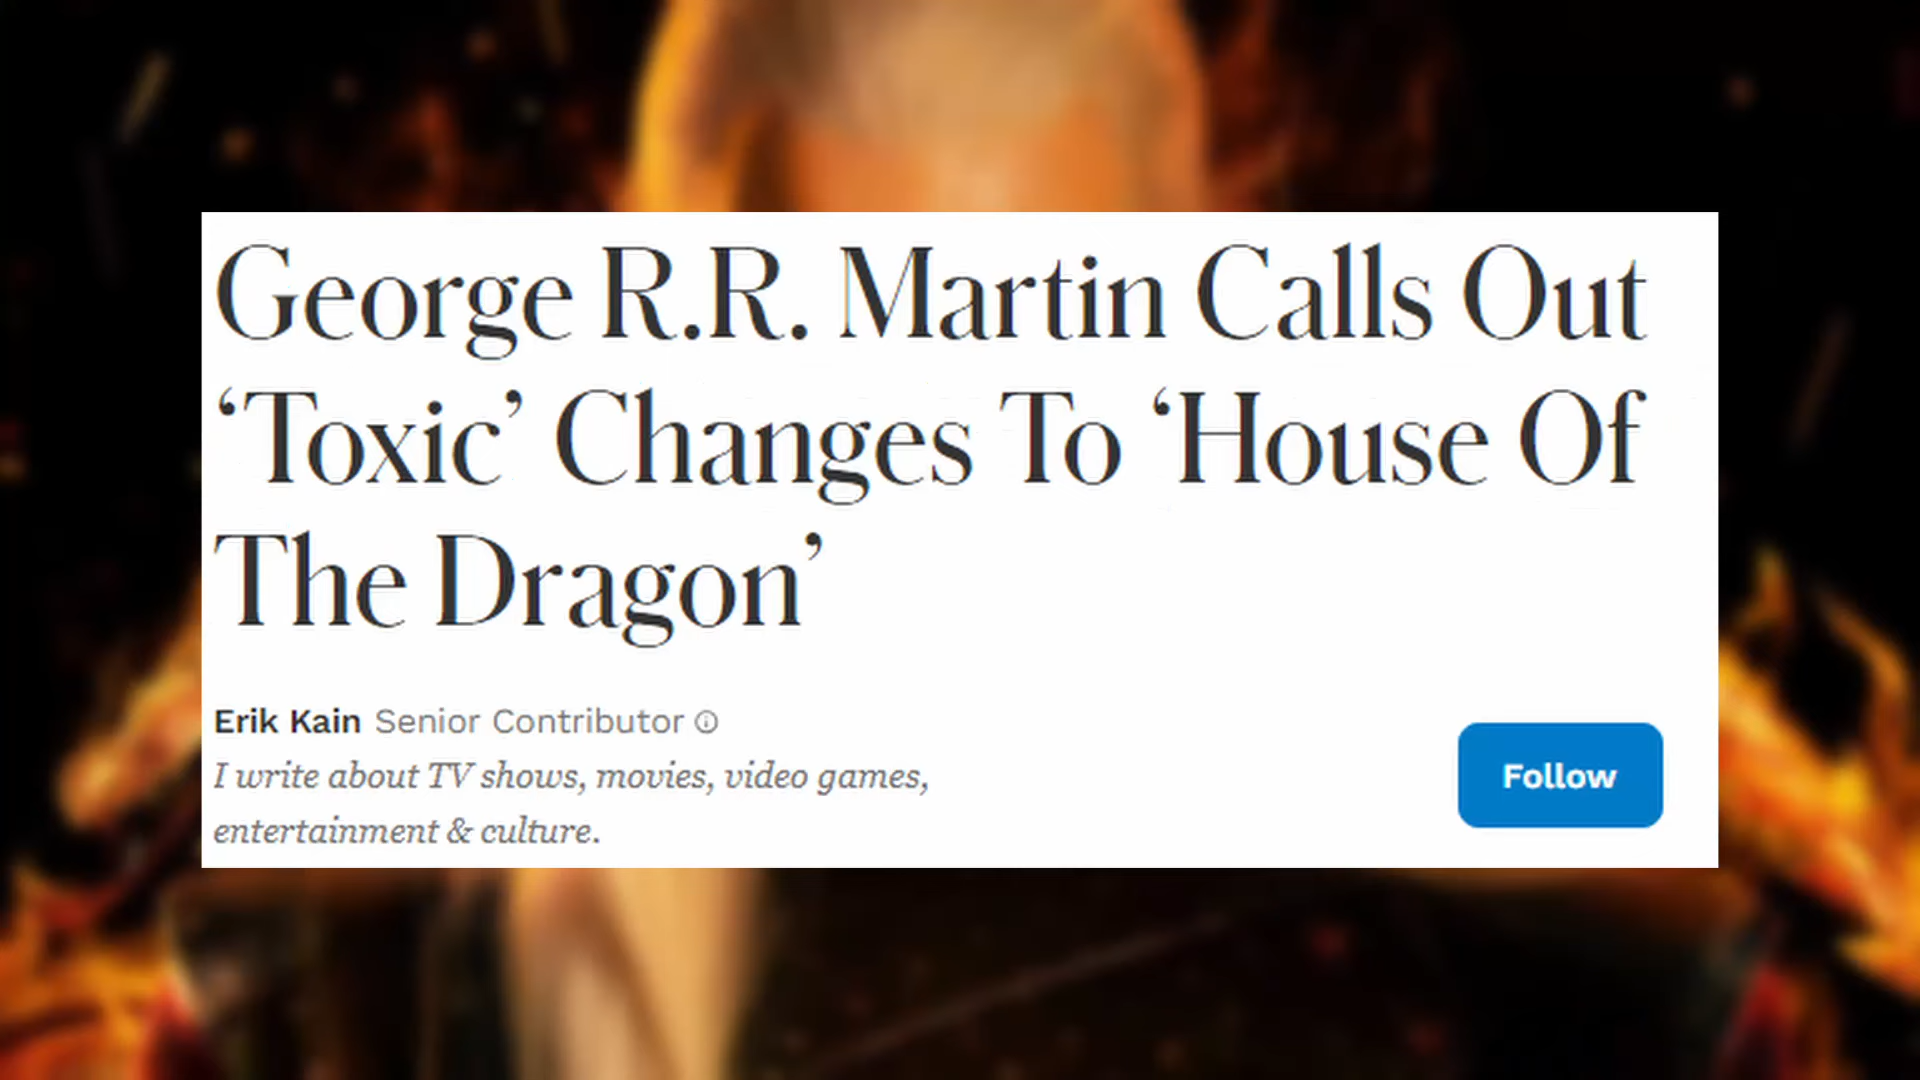 George R.R. Martin Calls Out
‘Toxic’ Changes To ‘House Of
The Dragon’
Erik Kain Senior Contributor
I write about TV shows, movies, video games,
entertainment & culture.
Follow